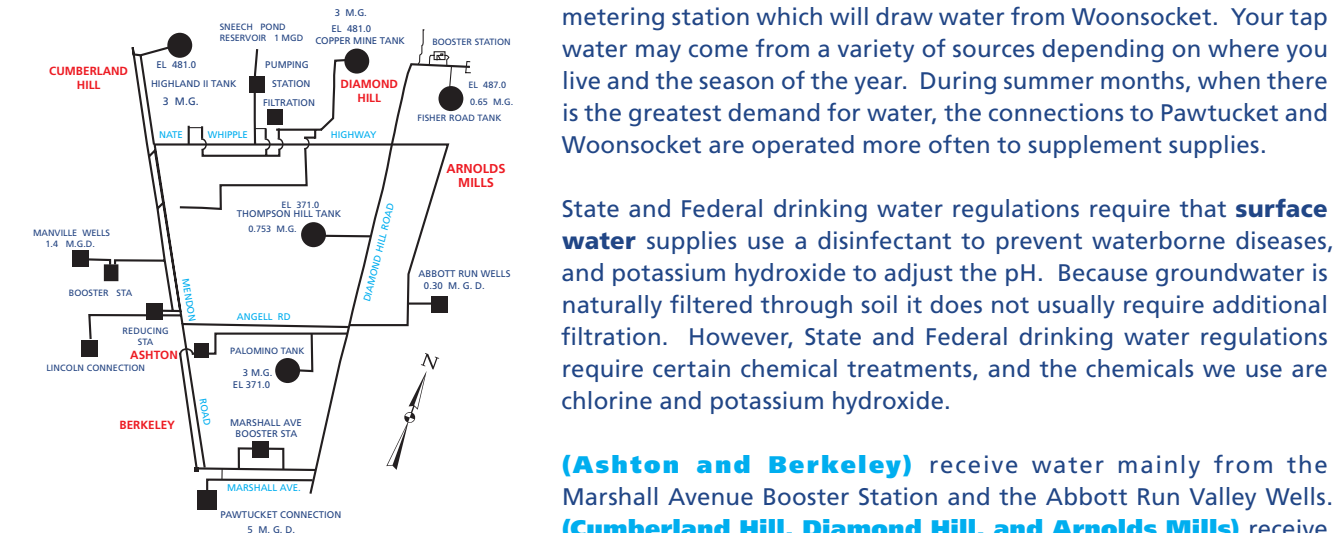 3 M.G.
EL 481.0
COPPER MINE TANK
SNEECH POND
RESERVOIR 1 MGD
BOOSTER STATION
EL 481.0
CUMBERLAND
HILL
HIGHLAND II TANK
3 M.G.
PUMPING
STATION
FILTRATION
DIAMOND
HILL
EL 487.0
0.65 M.G.
FISHER ROAD TANK
NATE WHIPPLE HIGHWAY
ARNOLDS
MILLS
EL 371.0
THOMPSON HILL TANK
0.753 M.G.
DIAMOND HILL ROAD
MANVILLE WELLS
1.4 M.G.D.
BOOSTER STA
MENDON
ABBOTT RUN WELLS
0.30 M. G. D.
ANGELL RD
REDUCING
STA
ASHTON
LINCOLN CONNECTION
PALOMINO TANK
3 M.G.
EL 371.0
N
ROAD
BERKELEY
MARSHALL AVE
BOOSTER STA
MARSHALL AVE.
PAWTUCKET CONNECTION
5 M. G. D.
metering station which will draw water from Woonsocket. Your tap
water may come from a variety of sources depending on where you
live and the season of the year. During summer months, when there
is the greatest demand for water, the connections to Pawtucket and
Woonsocket are operated more often to supplement supplies.
State and Federal drinking water regulations require that surface
water supplies use a disinfectant to prevent waterborne diseases,
and potassium hydroxide to adjust the pH. Because groundwater is
naturally filtered through soil it does not usually require additional
filtration. However, State and Federal drinking water regulations
require certain chemical treatments, and the chemicals we use are
chlorine and potassium hydroxide.
(Ashton and Berkeley) receive water mainly from the
Marshall Avenue Booster Station and the Abbott Run Valley Wells.
(Cumberland Hill, Diamond Hill, and Arnolds Mills) receive